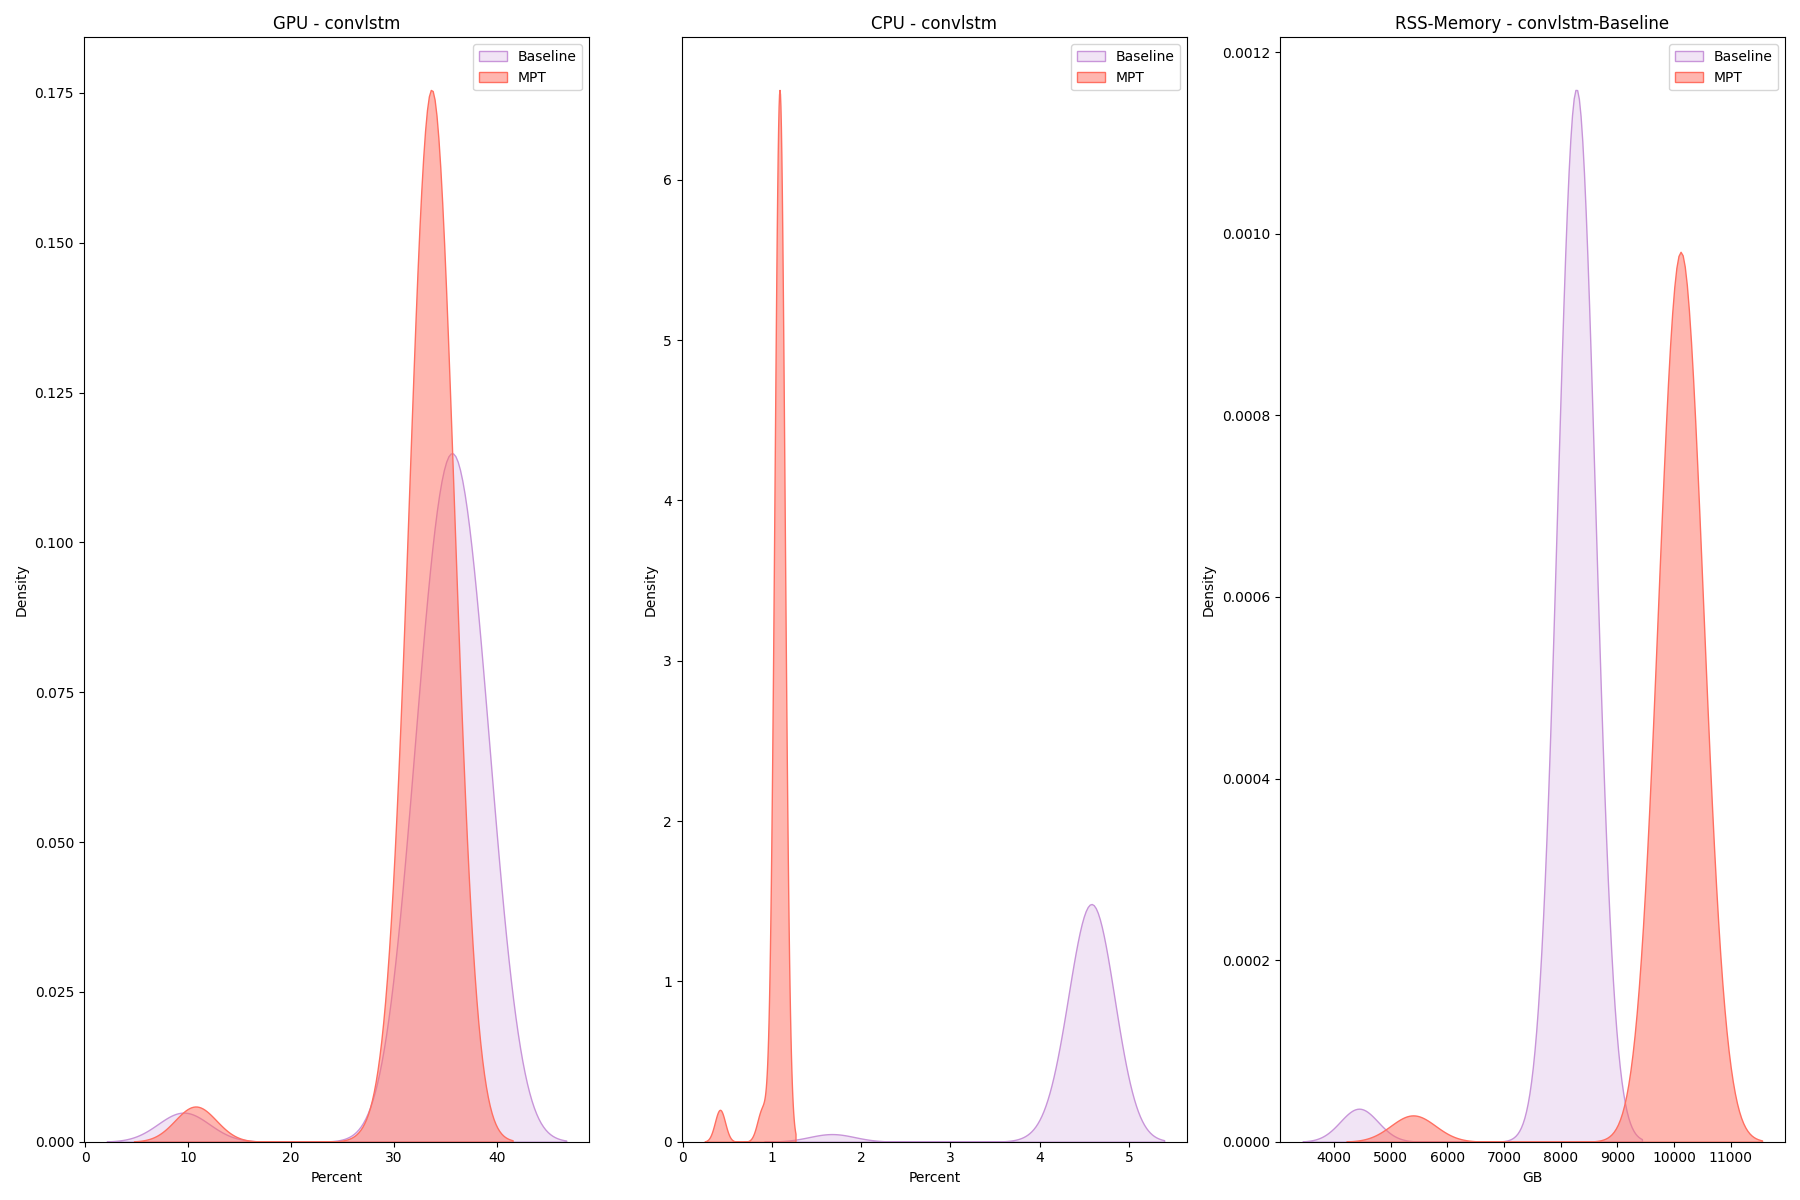 GPU - convlstm
Baseline
MPT
0.175
0.150
0.125
0.100
0.075
0.050
0.025
0.000
Density
0 10 20 30 40
Percent
CPU - convlstm
Baseline
MPT
6
5
4
3
2
1
0
Density
0 1 2 3 4 5
Percent
RSS-Memory - convlstm-Baseline
Baseline
MPT
0.0012
0.0010
0.0008
0.0006
0.0004
0.0002
0.0000
Density
4000 5000 6000 7000 8000 9000 10000 11000
GB